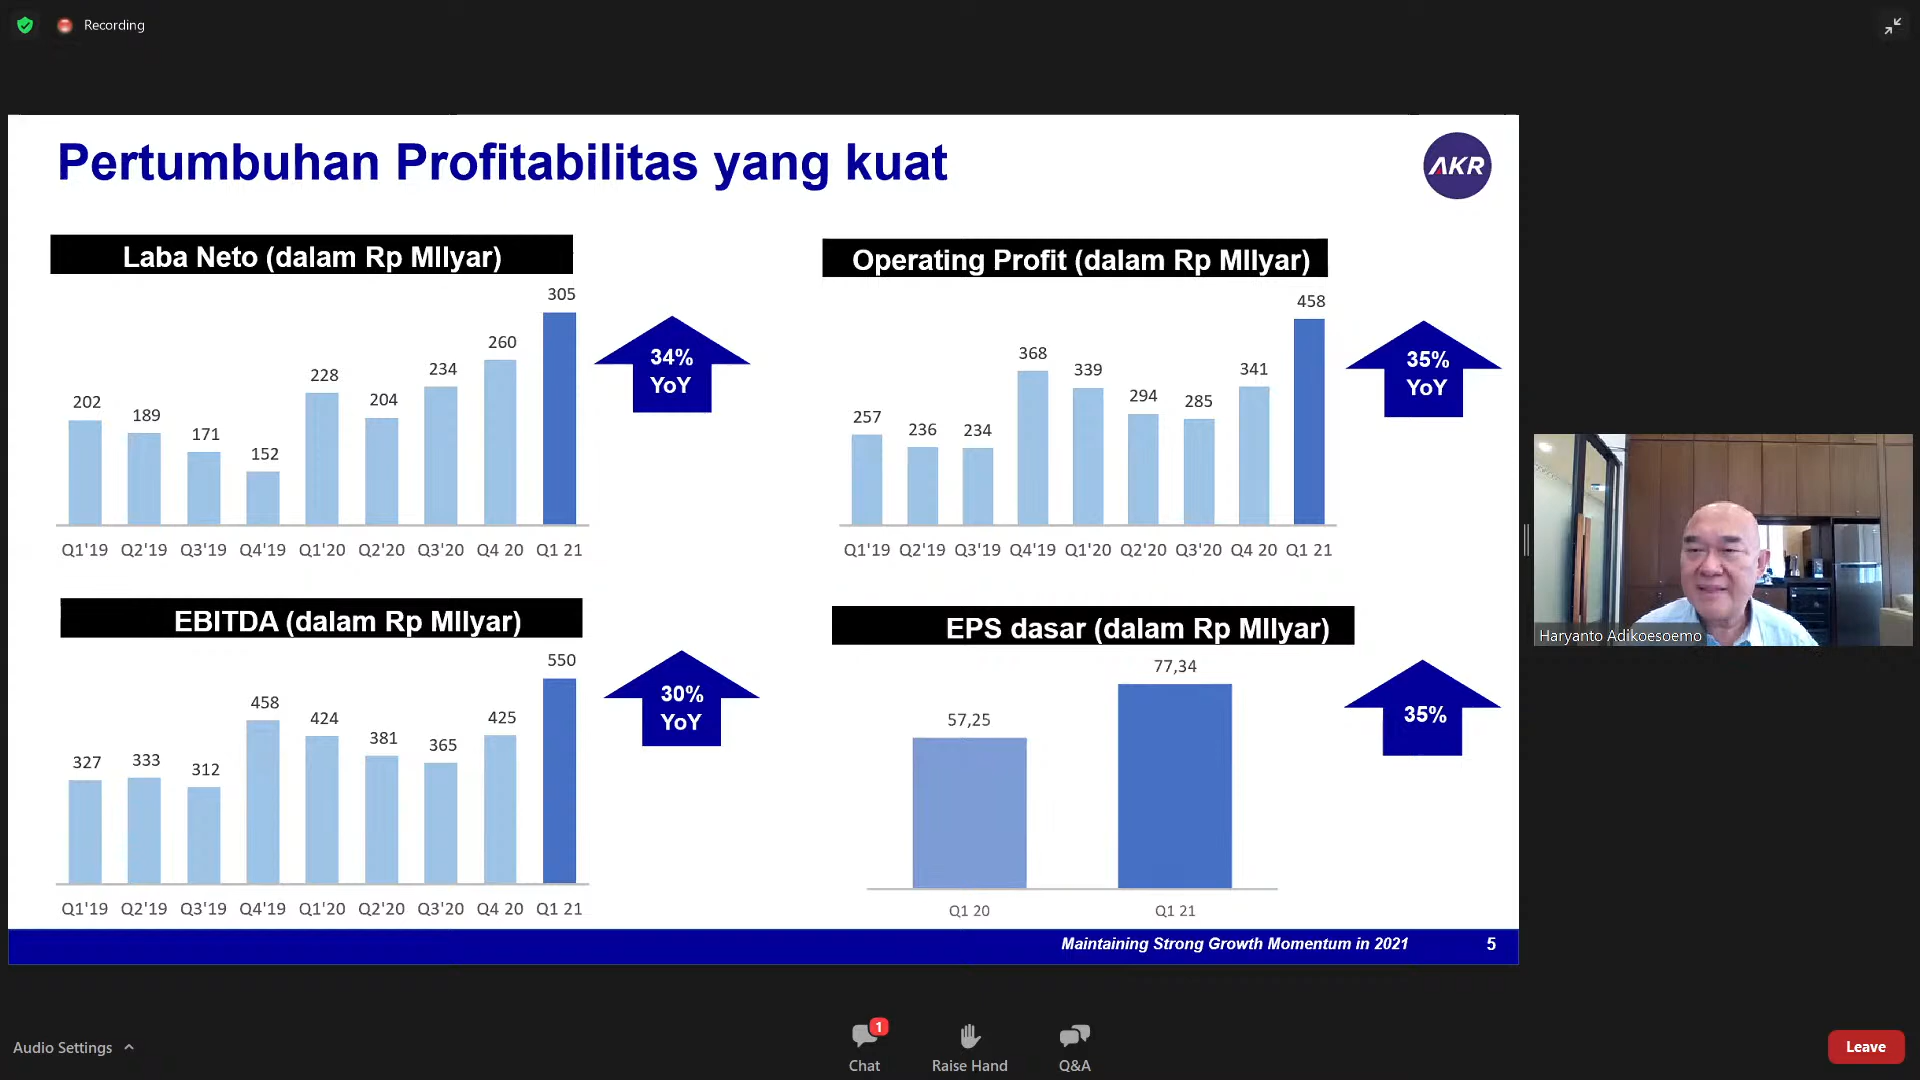 Recording
Pertumbuhan Profitabilitas yang kuat
AKR
Laba Neto (dalam Rp MIlyar)
202 189 171 152 228 204 234 260 305
Q1'19 Q2'19 Q3'19 Q4'19 Q1'20 Q2'20 Q3'20 Q4 20 Q1 21
34%
YoY
Operating Profit (dalam Rp MIlyar)
257 236 234 368 339 294 285 341 458
Q1'19 Q2'19 Q3'19 Q4'19 Q1'20 Q2'20 Q3'20 Q4 20 Q1 21
35%
YoY
EBITDA (dalam Rp MIlyar)
327 333 312 458 424 381 365 425 550
Q1'19 Q2'19 Q3'19 Q4'19 Q1'20 Q2'20 Q3'20 Q4 20 Q1 21
30%
YoY
EPS dasar (dalam Rp MIlyar)
57,25 77,34
Q1 20 Q1 21
35%
Maintaining Strong Growth Momentum in 2021 5
Haryanto Adikoesoemo
Audio Settings
1
Chat
Raise Hand
Q&A
Leave